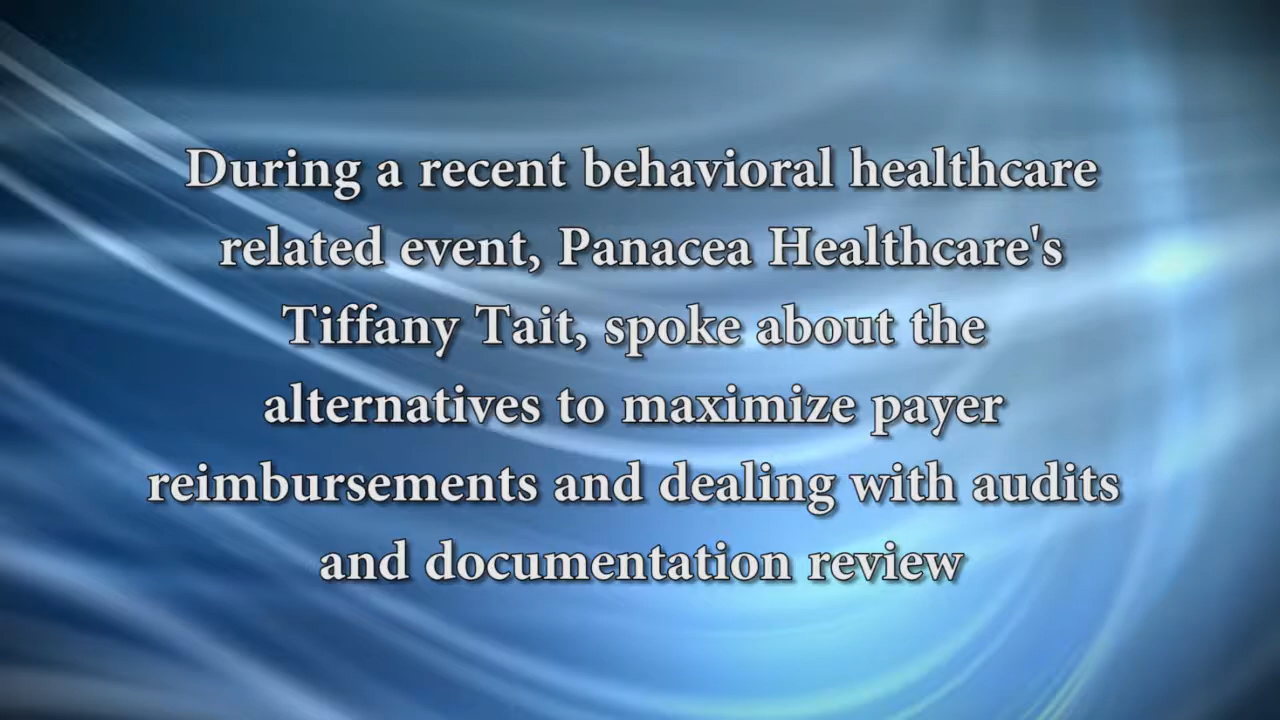 During a recent behavioral healthcare
related event, Panacea Healthcare's
Tiffany Tait, spoke about the
alternatives to maximize payer
reimbursements and dealing with audits
and documentation review